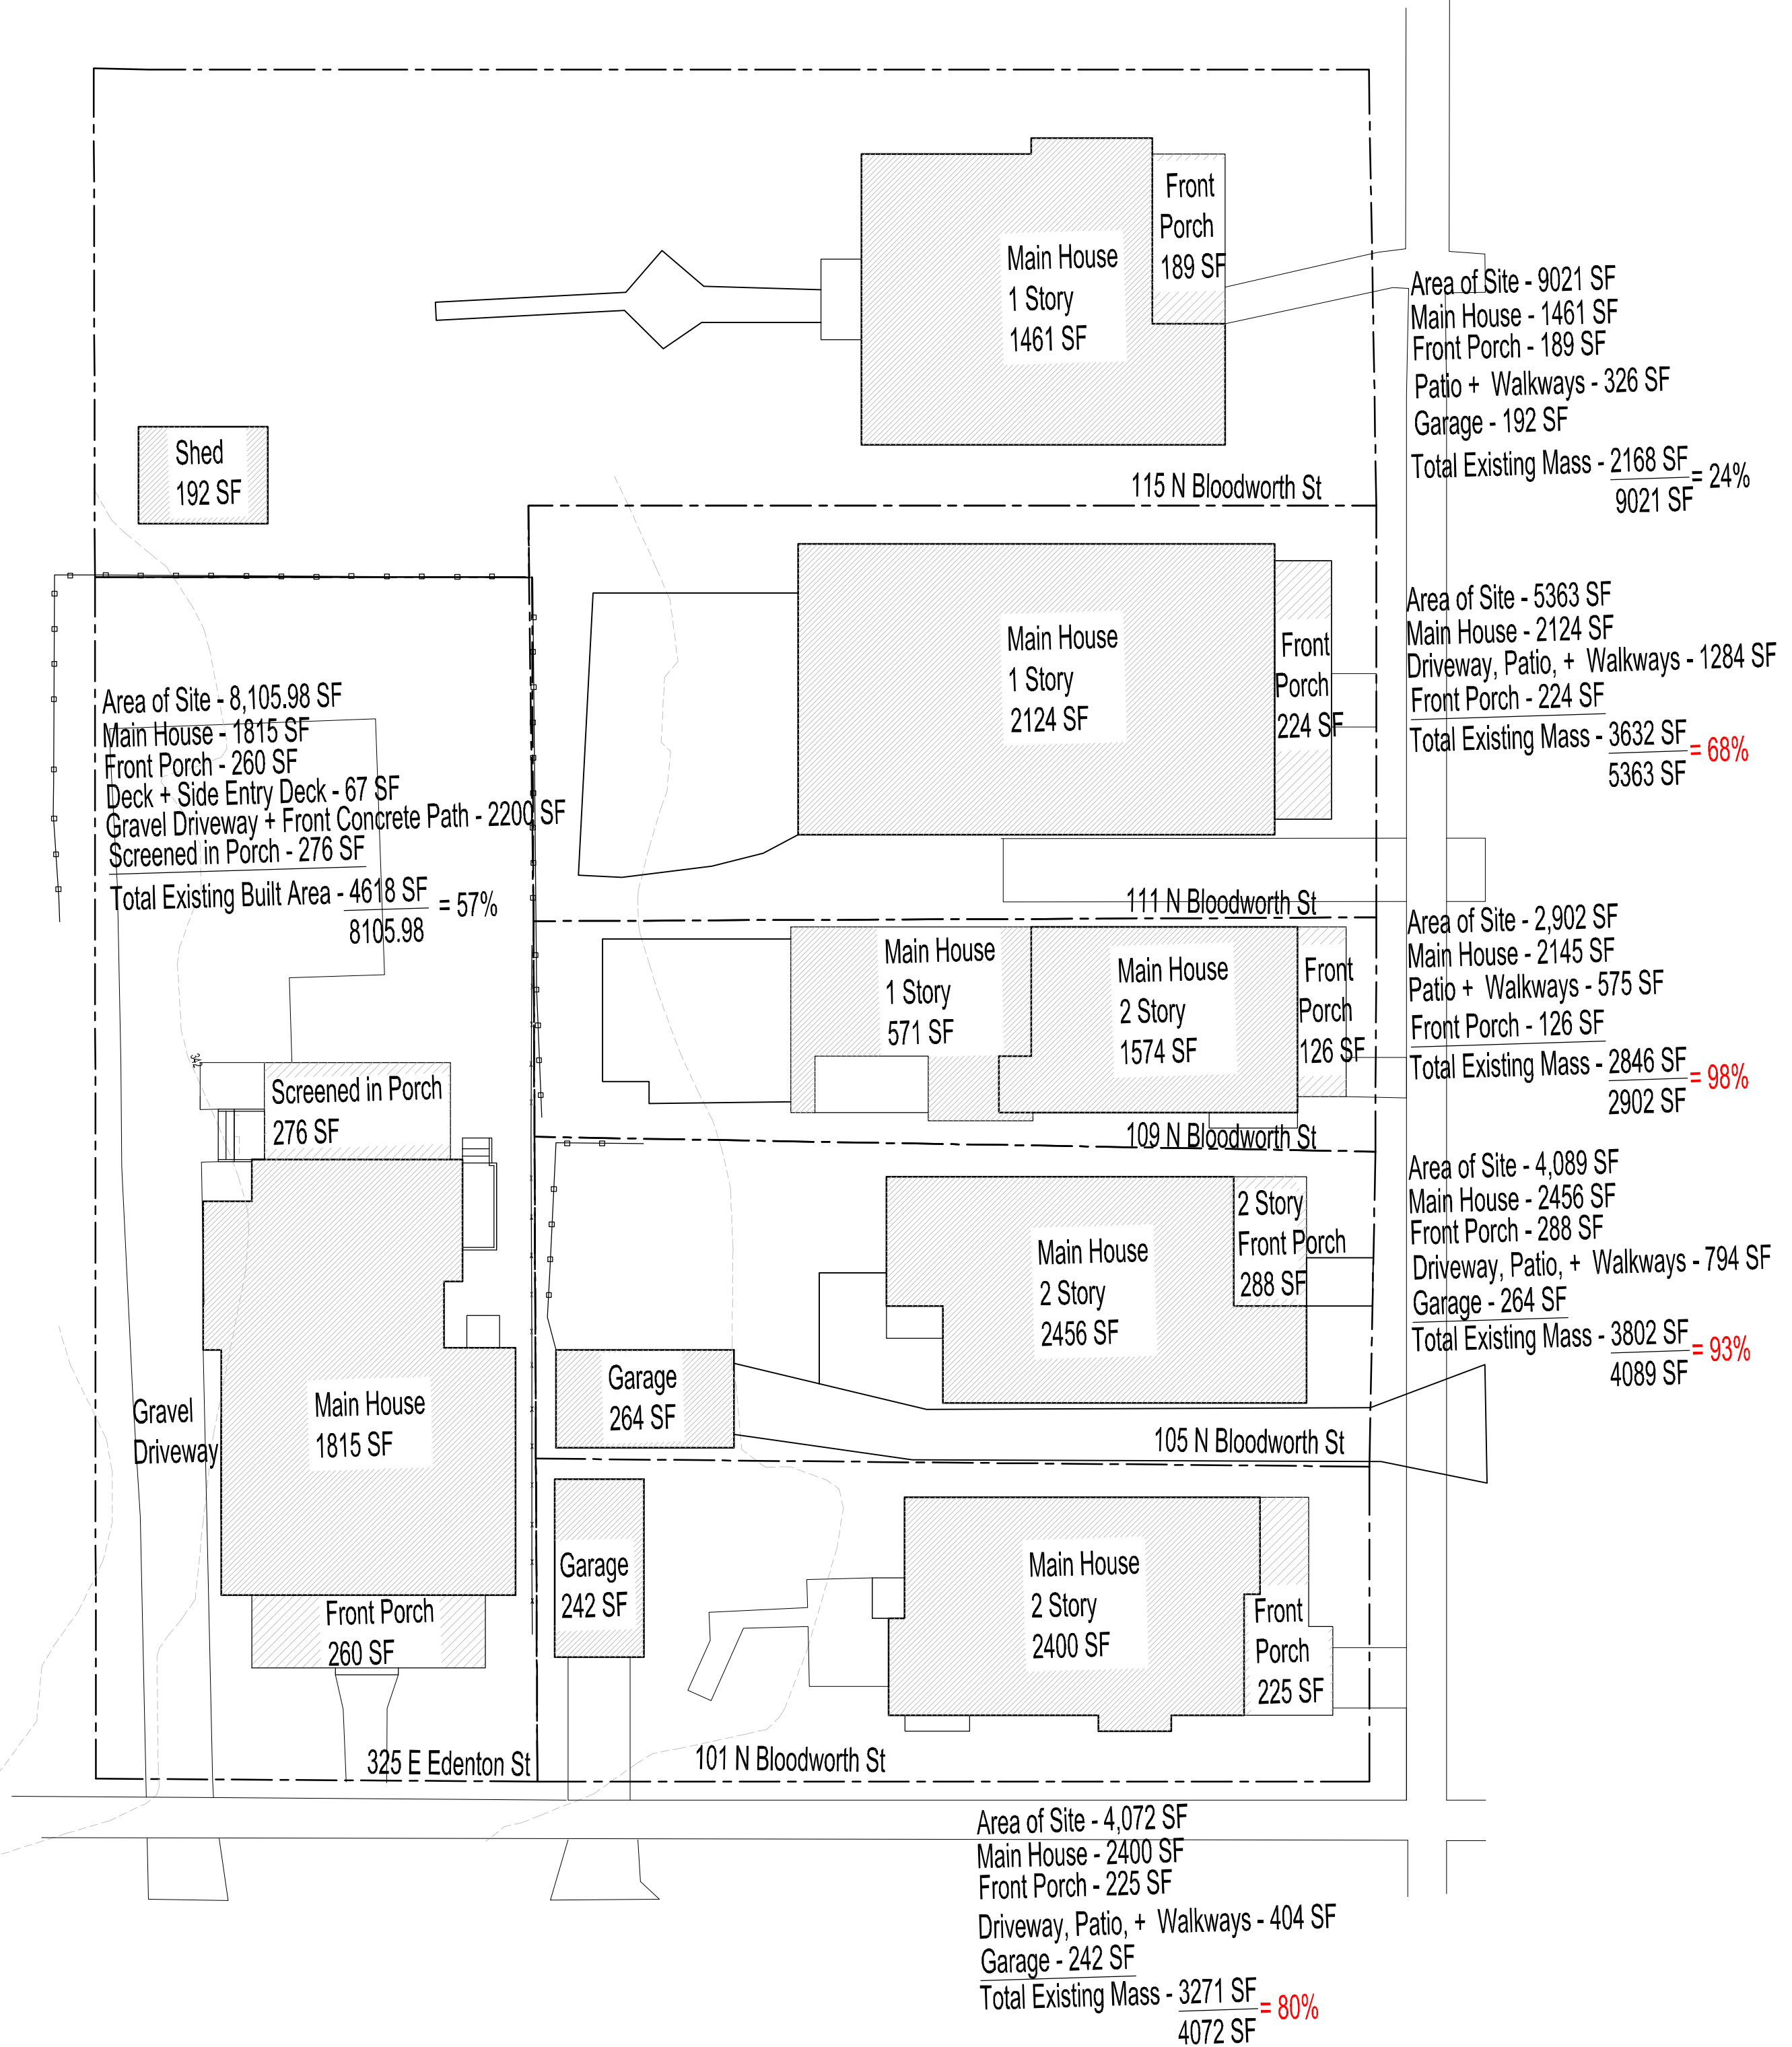 Front
Porch
189 SF
Main House
1 Story
1461 SF
Area of Site - 9021 SF
Main House - 1461 SF
Front Porch - 189 SF
Patio + Walkways - 326 SF
Garage - 192 SF
Total Existing Mass - 2168 SF = 24%
9021 SF
Shed
192 SF
115 N Bloodworth St
Main House
1 Story
2124 SF
Front
Porch
224 SF
Area of Site - 5363 SF
Main House - 2124 SF
Driveway, Patio, + Walkways - 1284 SF
Front Porch - 224 SF
Total Existing Mass - 3632 SF = 68%
5363 SF
111 N Bloodworth St
Area of Site - 8,105.98 SF
Main House - 1815 SF
Front Porch - 260 SF
Deck + Side Entry Deck - 67 SF
Gravel Driveway + Front Concrete Path - 2200 SF
Screened in Porch - 276 SF
Total Existing Built Area - 4618 SF = 57%
8105.98
Main House
1 Story
571 SF
Main House
2 Story
1574 SF
Front
Porch
126 SF
Area of Site - 2,902 SF
Main House - 2145 SF
Patio + Walkways - 575 SF
Front Porch - 126 SF
Total Existing Mass - 2846 SF = 98%
2902 SF
109 N Bloodworth St
342
Screened in Porch
276 SF
Main House
2 Story
2456 SF
2 Story
Front Porch
288 SF
Area of Site - 4,089 SF
Main House - 2456 SF
Front Porch - 288 SF
Driveway, Patio, + Walkways - 794 SF
Garage - 264 SF
Total Existing Mass - 3802 SF = 93%
4089 SF
Garage
264 SF
105 N Bloodworth St
Gravel
Driveway
Main House
1815 SF
Front Porch
260 SF
Garage
242 SF
Main House
2 Story
2400 SF
Front
Porch
225 SF
325 E Edenton St
101 N Bloodworth St
Area of Site - 4,072 SF
Main House - 2400 SF
Front Porch - 225 SF
Driveway, Patio, + Walkways - 404 SF
Garage - 242 SF
Total Existing Mass - 3271 SF = 80%
4072 SF